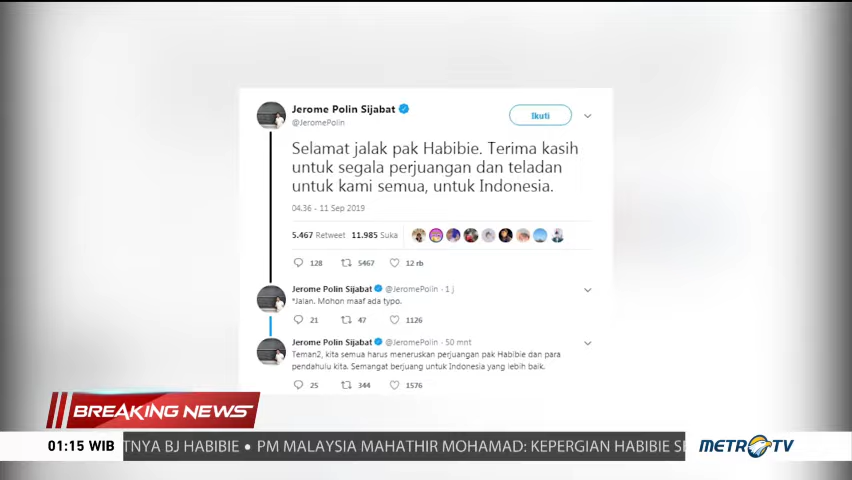 Jerome Polin Sijabat
@JeromePolin
Ikuti
Selamat jalak pak Habibie. Terima kasih
untuk segala perjuangan dan teladan
untuk kami semua, untuk Indonesia.
04.36 - 11 Sep 2019
5.467 Retweet 11.985 Suka
128 5467 12 rb
Jerome Polin Sijabat @JeromePolin · 1 j
*Jalan. Mohon maaf ada typo.
21 47 1126
Jerome Polin Sijabat @JeromePolin · 50 mnt
Teman2, kita semua harus meneruskan perjuangan pak Habibie dan para
pendahulu kita. Semangat berjuang untuk Indonesia yang lebih baik.
25 344 1576
BREAKING NEWS
01:15 WIB TNYA BJ HABIBIE • PM MALAYSIA MAHATHIR MOHAMAD: KEPERGIAN HABIBIE SE METRO TV